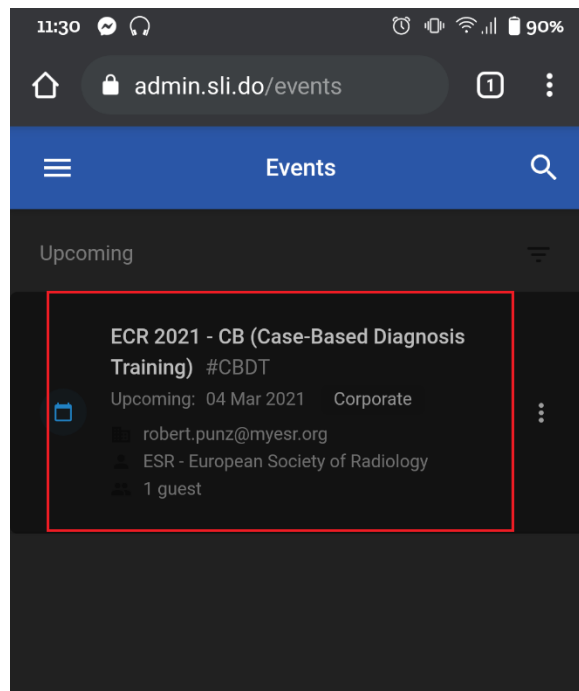 11:30 90%
admin.sli.do/events 1
Events
Upcoming
ECR 2021 - CB (Case-Based Diagnosis
Training) #CBDT
Upcoming: 04 Mar 2021 Corporate
robert.punz@myesr.org
ESR - European Society of Radiology
1 guest